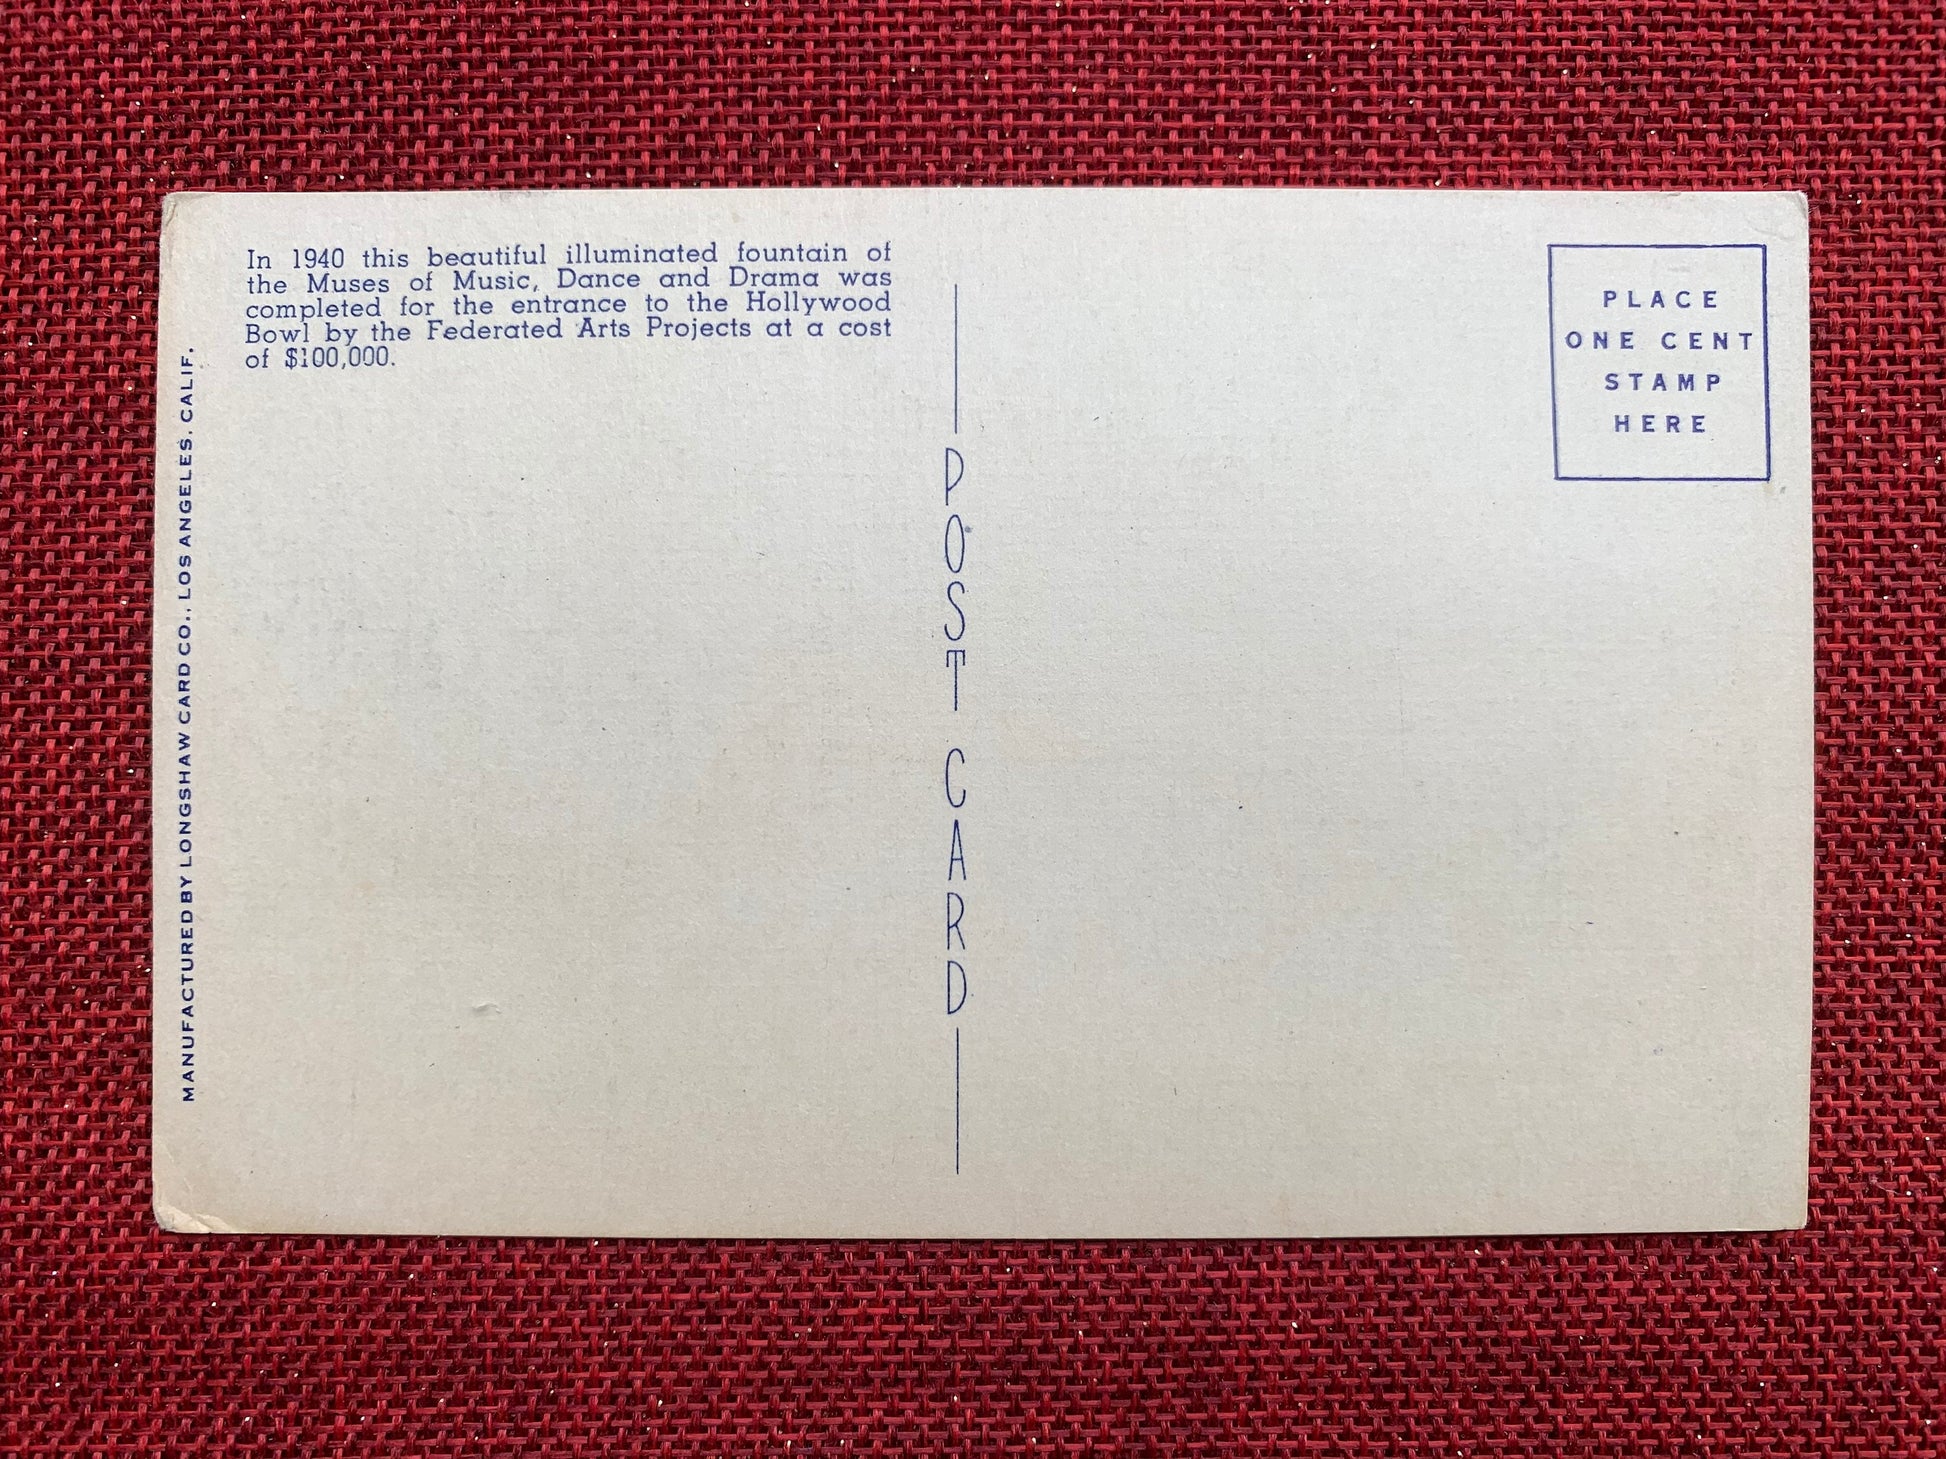 In 1940 this beautiful illuminated fountain of
the Muses of Music, Dance and Drama was
completed for the entrance to the Hollywood
Bowl by the Federated Arts Projects at a cost
of $100,000.
MANUFACTURED BY LONGSHAW CARD CO., LOS ANGELES, CALIF.
POST CARD
PLACE
ONE CENT
STAMP
HERE